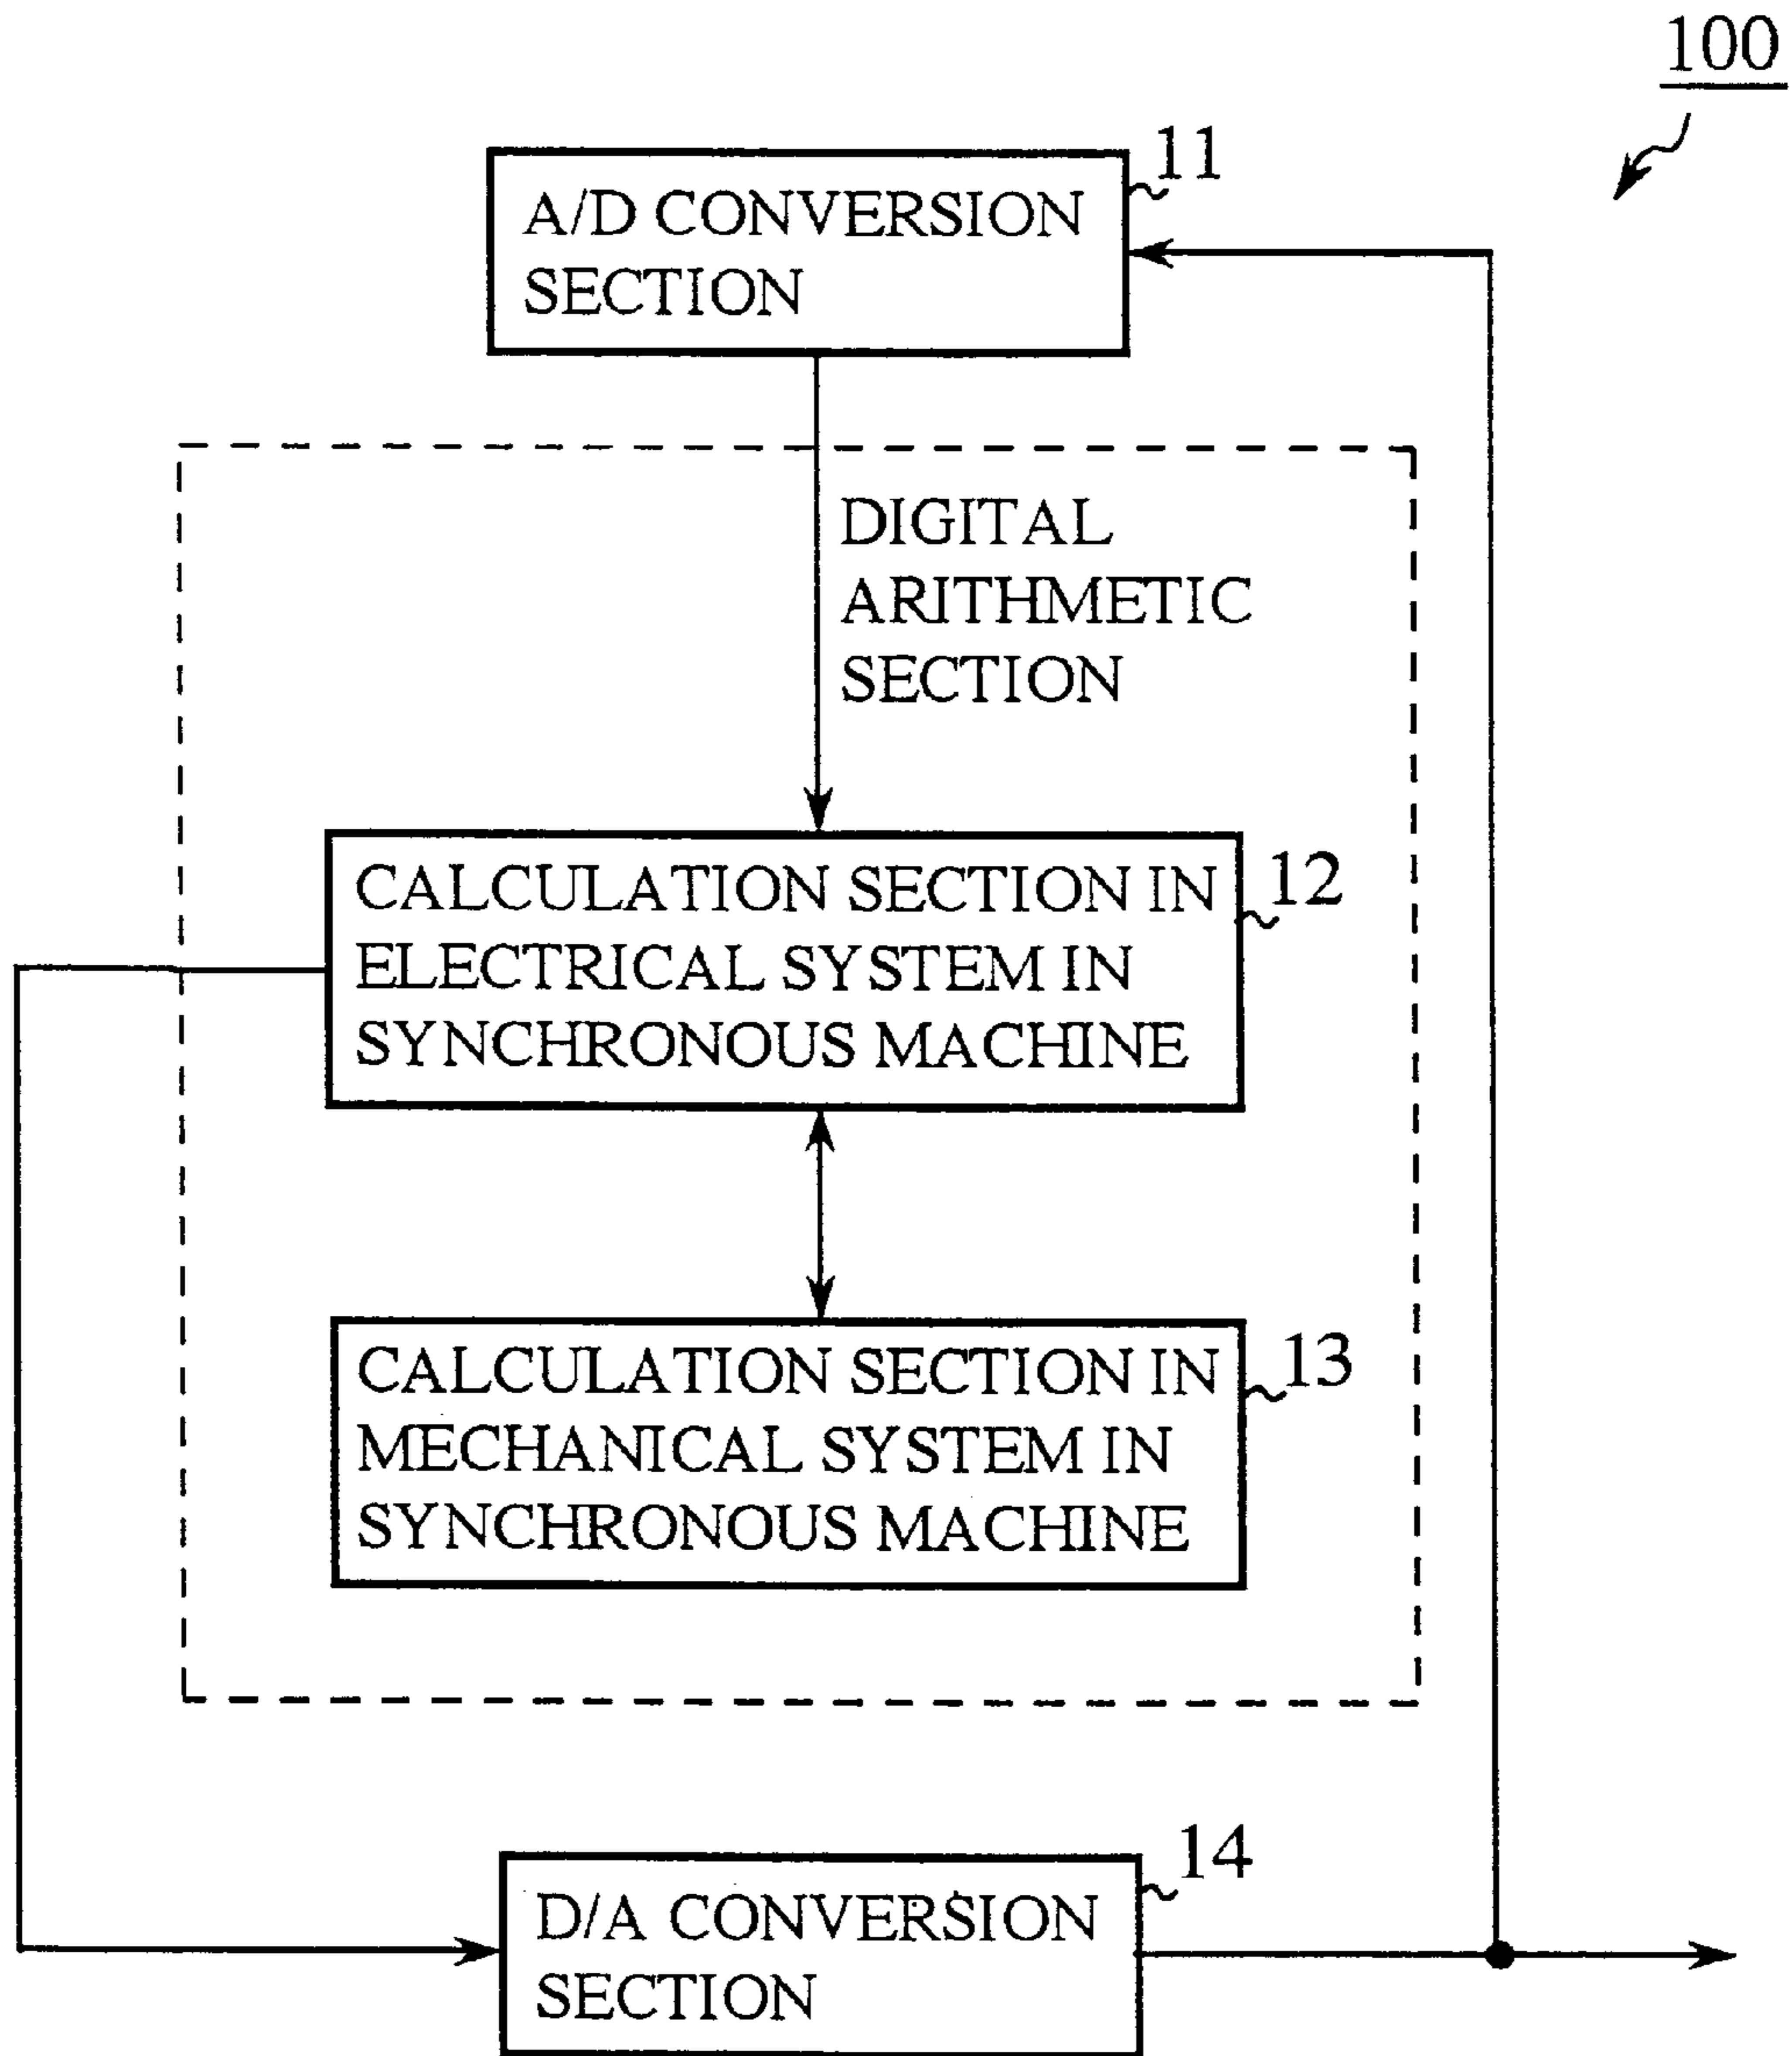 100
11
A/D CONVERSION
SECTION
DIGITAL
ARITHMETIC
SECTION
12
CALCULATION SECTION IN
ELECTRICAL SYSTEM IN
SYNCHRONOUS MACHINE
13
CALCULATION SECTION IN
MECHANICAL SYSTEM IN
SYNCHRONOUS MACHINE
14
D/A CONVERSION
SECTION